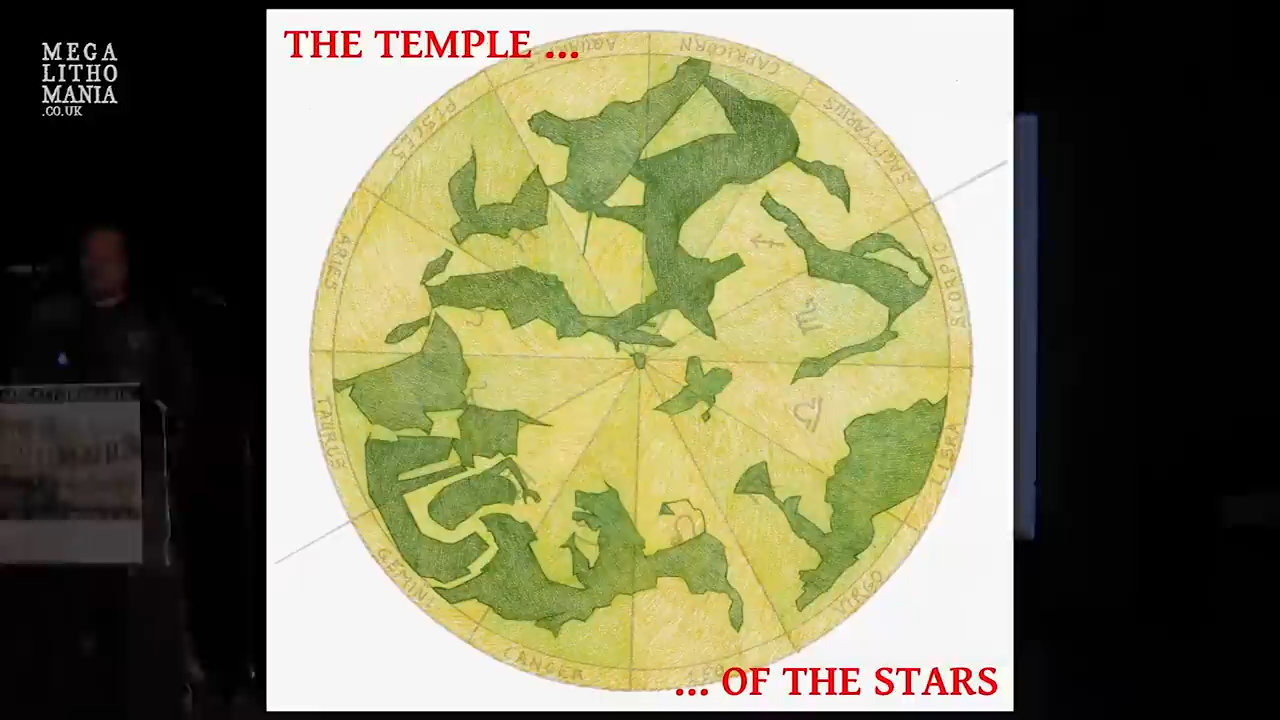 MEGA
LITHO
MANIA
.CO.UK
THE TEMPLE ...
CAPRICORN
PISCES
SAGITTARIUS
ARIES
SCORPIO
TAURUS
LIBRA
GEMINI
VIRGO
CANCER
LEO
... OF THE STARS